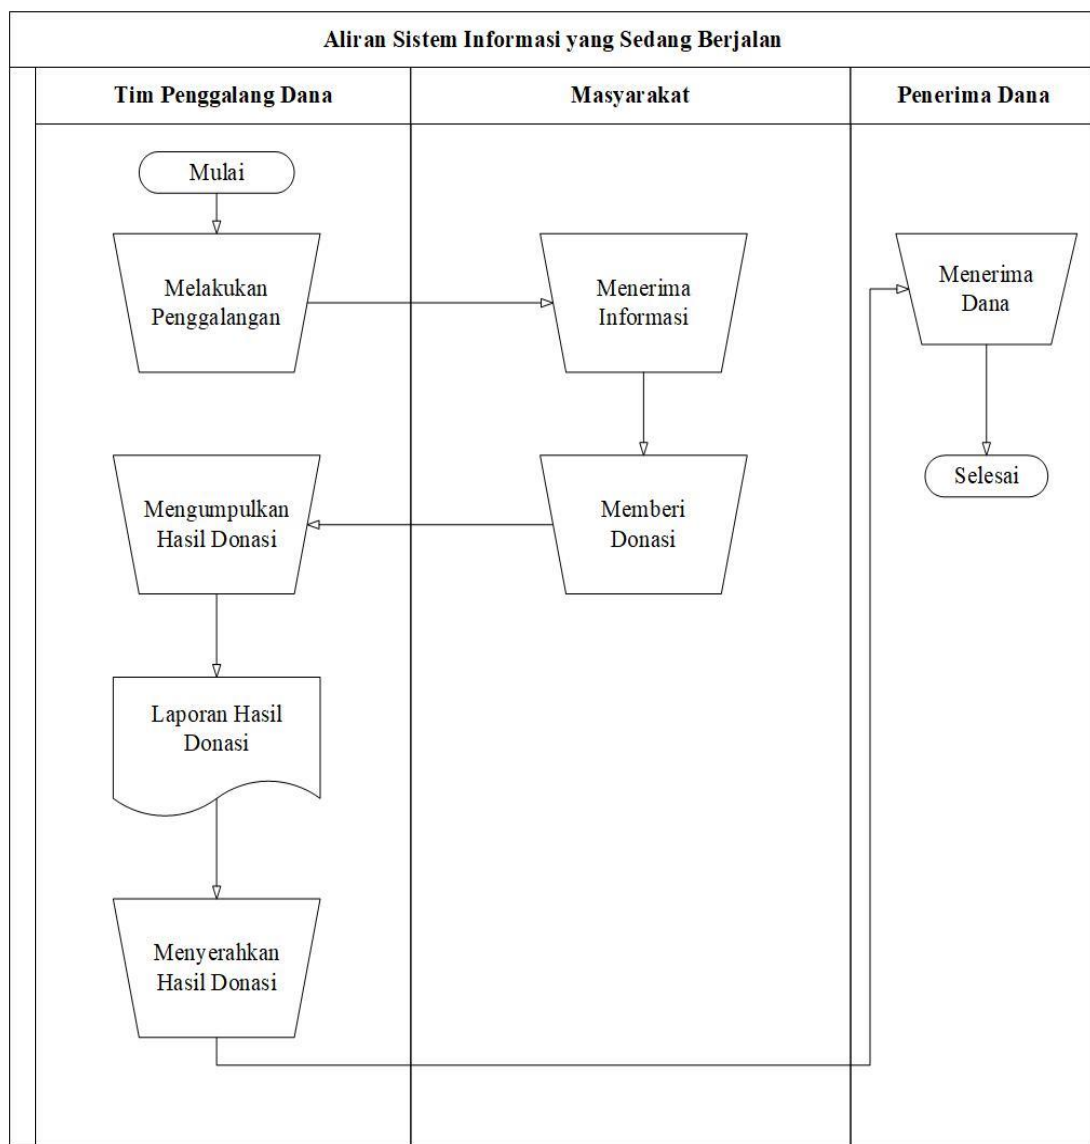 Aliran Sistem Informasi yang Sedang Berjalan
Tim Penggalang Dana
Masyarakat
Penerima Dana
Mulai
Melakukan
Penggalangan
Menerima
Informasi
Menerima
Dana
Mengumpulkan
Hasil Donasi
Memberi
Donasi
Selesai
Laporan Hasil
Donasi
Menyerahkan
Hasil Donasi